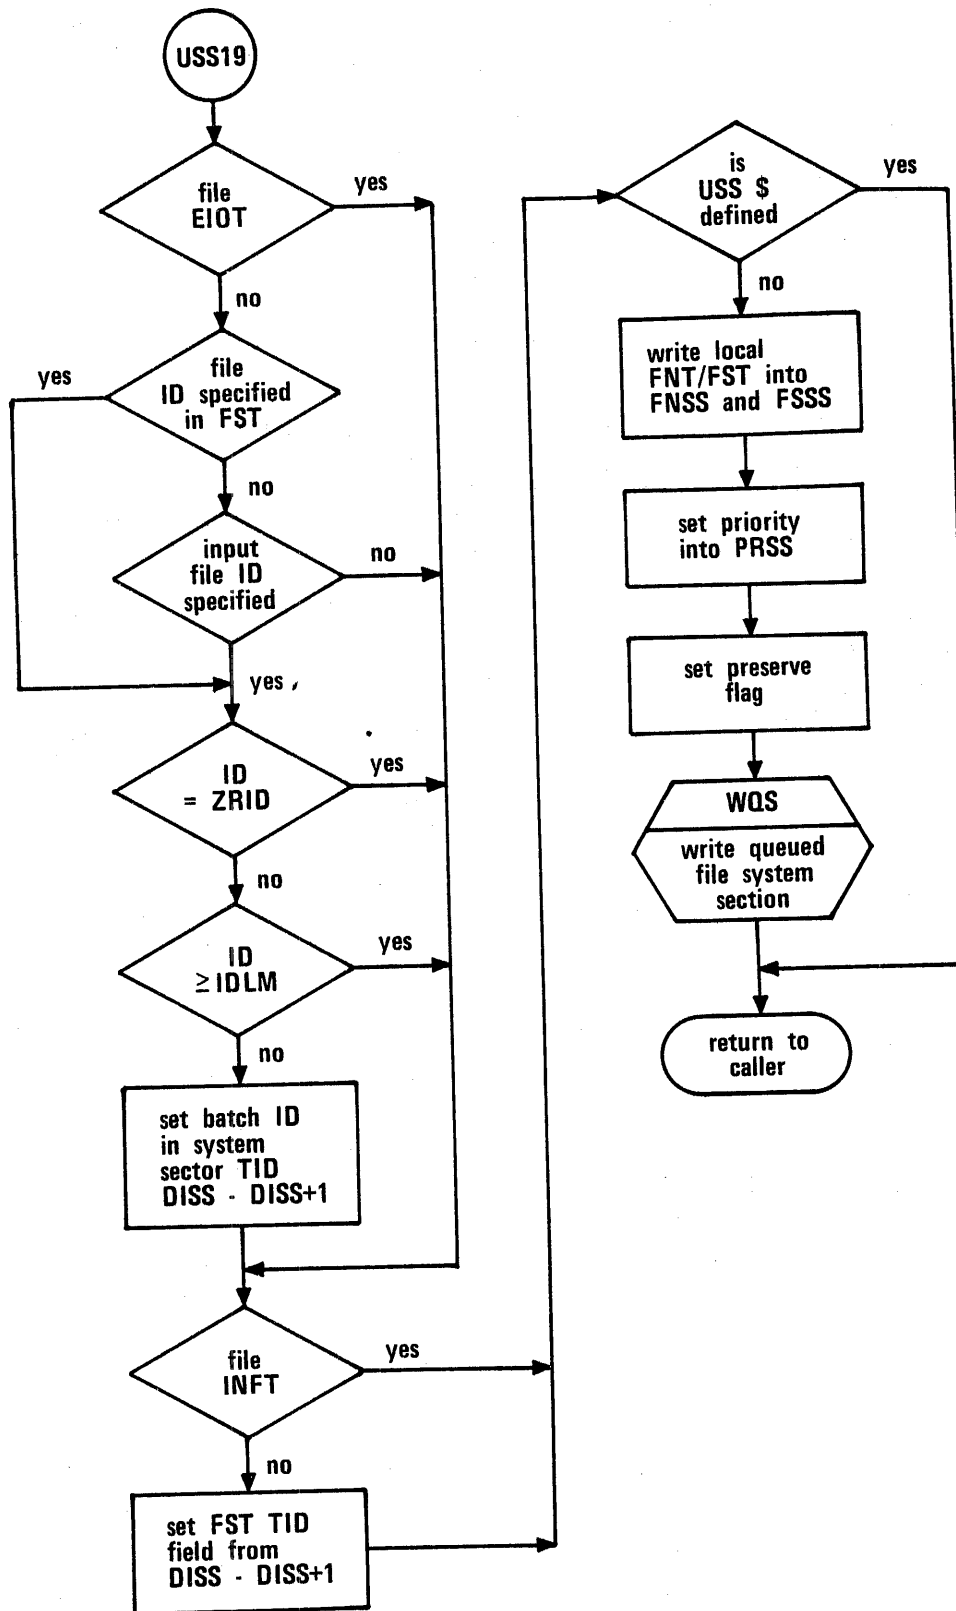 USS19
file
EIOT
yes
no
file
ID specified
in FST
yes
no
input
file ID
specified
no
yes
ID
= ZRID
yes
no
ID
≥ IDLM
yes
no
set batch ID
in system
sector TID
DISS - DISS+1
file
INFT
yes
no
set FST TID
field from
DISS - DISS+1
is
USS $
defined
yes
no
write local
FNT/FST into
FNSS and FSSS
set priority
into PRSS
set preserve
flag
WQS
write queued
file system
section
return to
caller